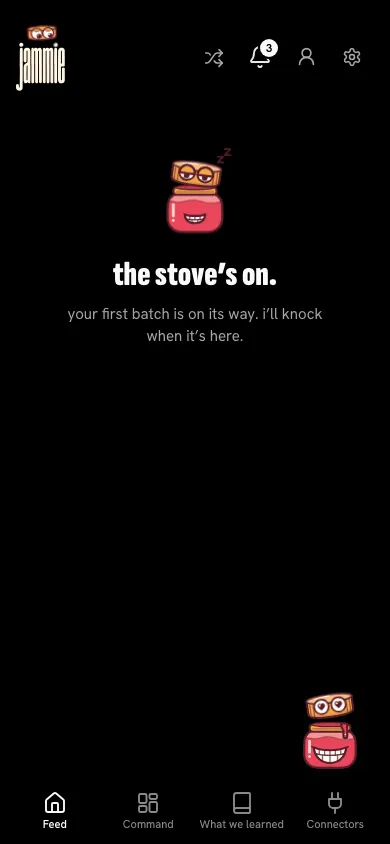 jammie
3
z z
the stove's on.
your first batch is on its way. i'll knock
when it's here.
Feed
Command
What we learned
Connectors